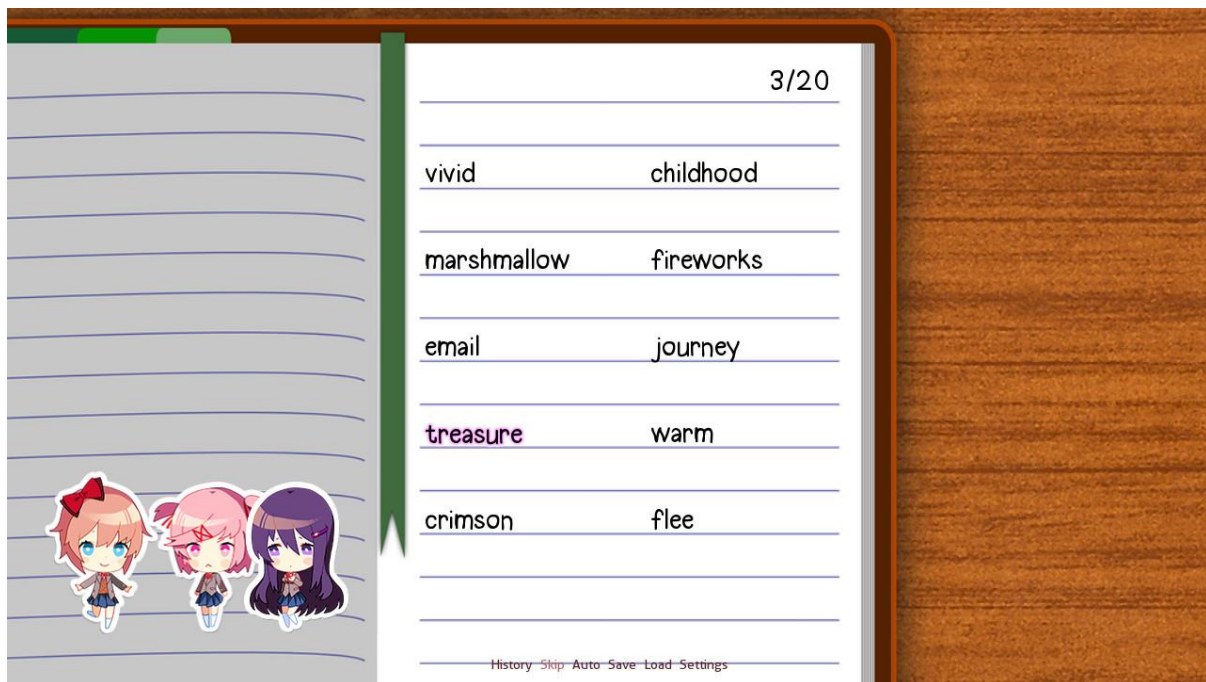 3/20
vivid childhood
marshmallow fireworks
email journey
treasure warm
crimson flee
History Skip Auto Save Load Settings